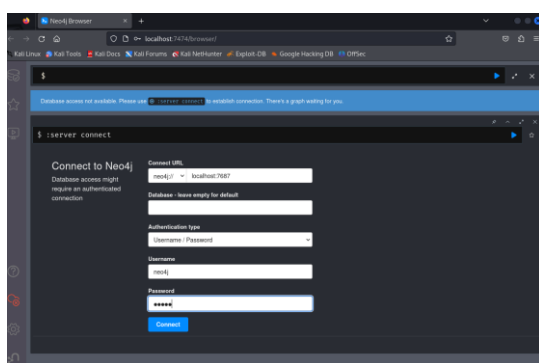 Neo4j Browser
localhost:7474/browser/
Kali Linux Kali Tools Kali Docs Kali Forums Kali NetHunter Exploit-DB Google Hacking DB OffSec
$
Database access not available. Please use :server connect to establish connection. There's a graph waiting for you.
$ :server connect
Connect to Neo4j
Database access might
require an authenticated
connection
Connect URL
neo4j:// localhost:7687
Database - leave empty for default
Authentication type
Username / Password
Username
neo4j
Password
•••••
Connect